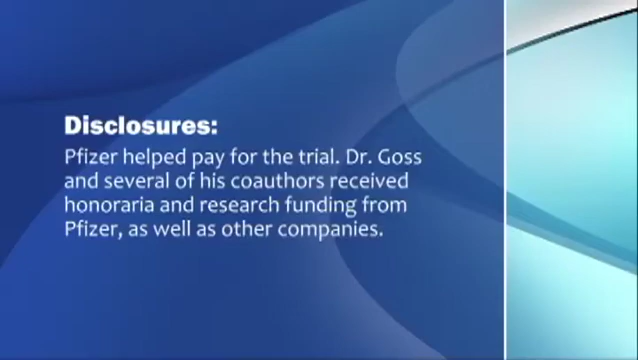 Disclosures:
Pfizer helped pay for the trial. Dr. Goss
and several of his coauthors received
honoraria and research funding from
Pfizer, as well as other companies.